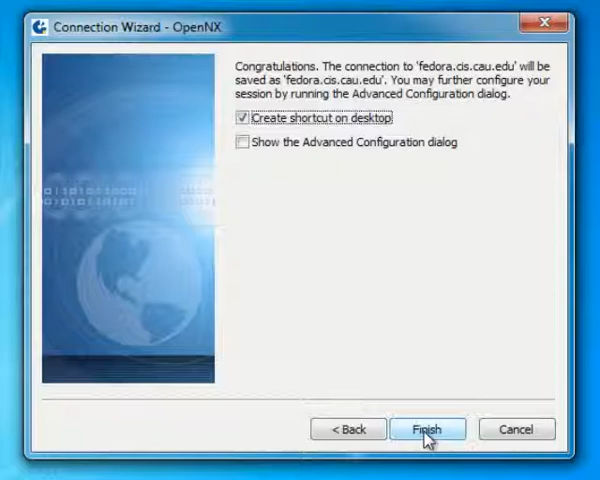 Connection Wizard - OpenNX
Congratulations. The connection to 'fedora.cis.cau.edu' will be
saved as 'fedora.cis.cau.edu'. You may further configure your
session by running the Advanced Configuration dialog.
Create shortcut on desktop
Show the Advanced Configuration dialog
< Back
Finish
Cancel